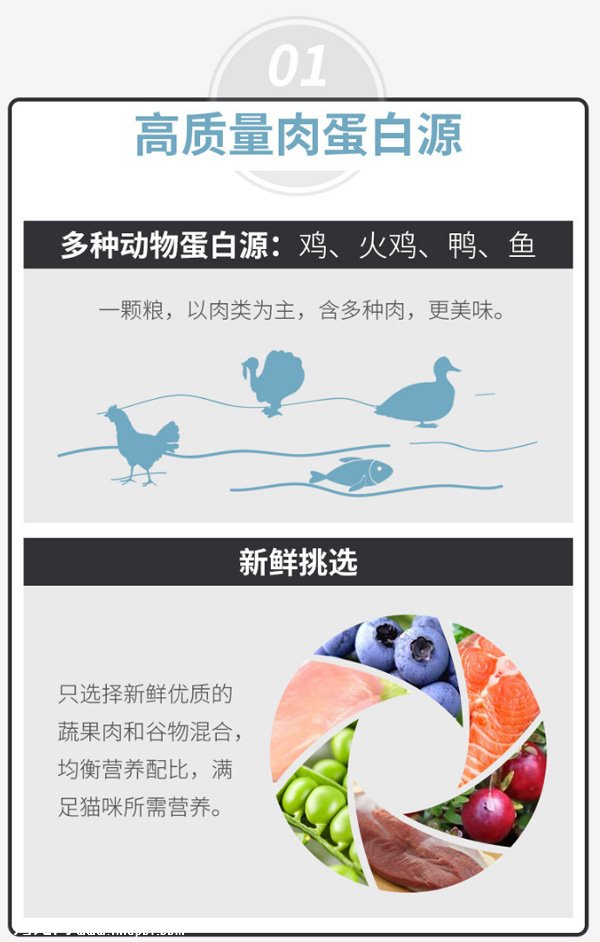 01
高质量肉蛋白源
多种动物蛋白源：鸡、火鸡、鸭、鱼
一颗粮，以肉类为主，含多种肉，更美味。
新鲜挑选
只选择新鲜优质的
蔬果肉和谷物混合，
均衡营养配比，满
足猫咪所需营养。